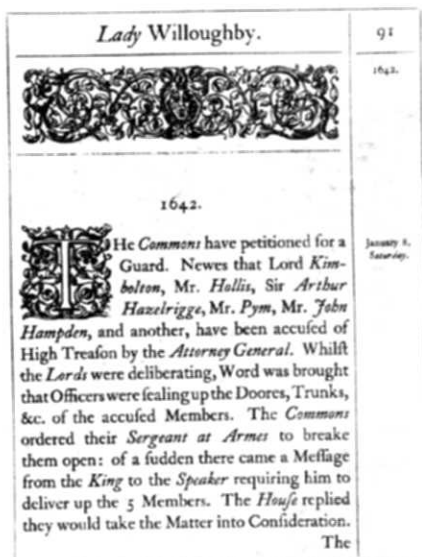 Lady Willoughby.
91
1642.
1642.
THe Commons have petitioned for a
January 8,
Saturday.
Guard. Newes that Lord Kim-
bolton, Mr. Hollis, Sir Arthur
Hazelrigge, Mr. Pym, Mr. John
Hampden, and another, have been accuſed of
High Treaſon by the Attorney General. Whilſt
the Lords were deliberating, Word was brought
that Officers were ſealing up the Doores, Trunks,
&c. of the accuſed Members. The Commons
ordered their Sergeant at Armes to breake
them open: of a ſudden there came a Meſſage
from the King to the Speaker requiring him to
deliver up the 5 Members. The Houſe replied
they would take the Matter into Conſideration.
The